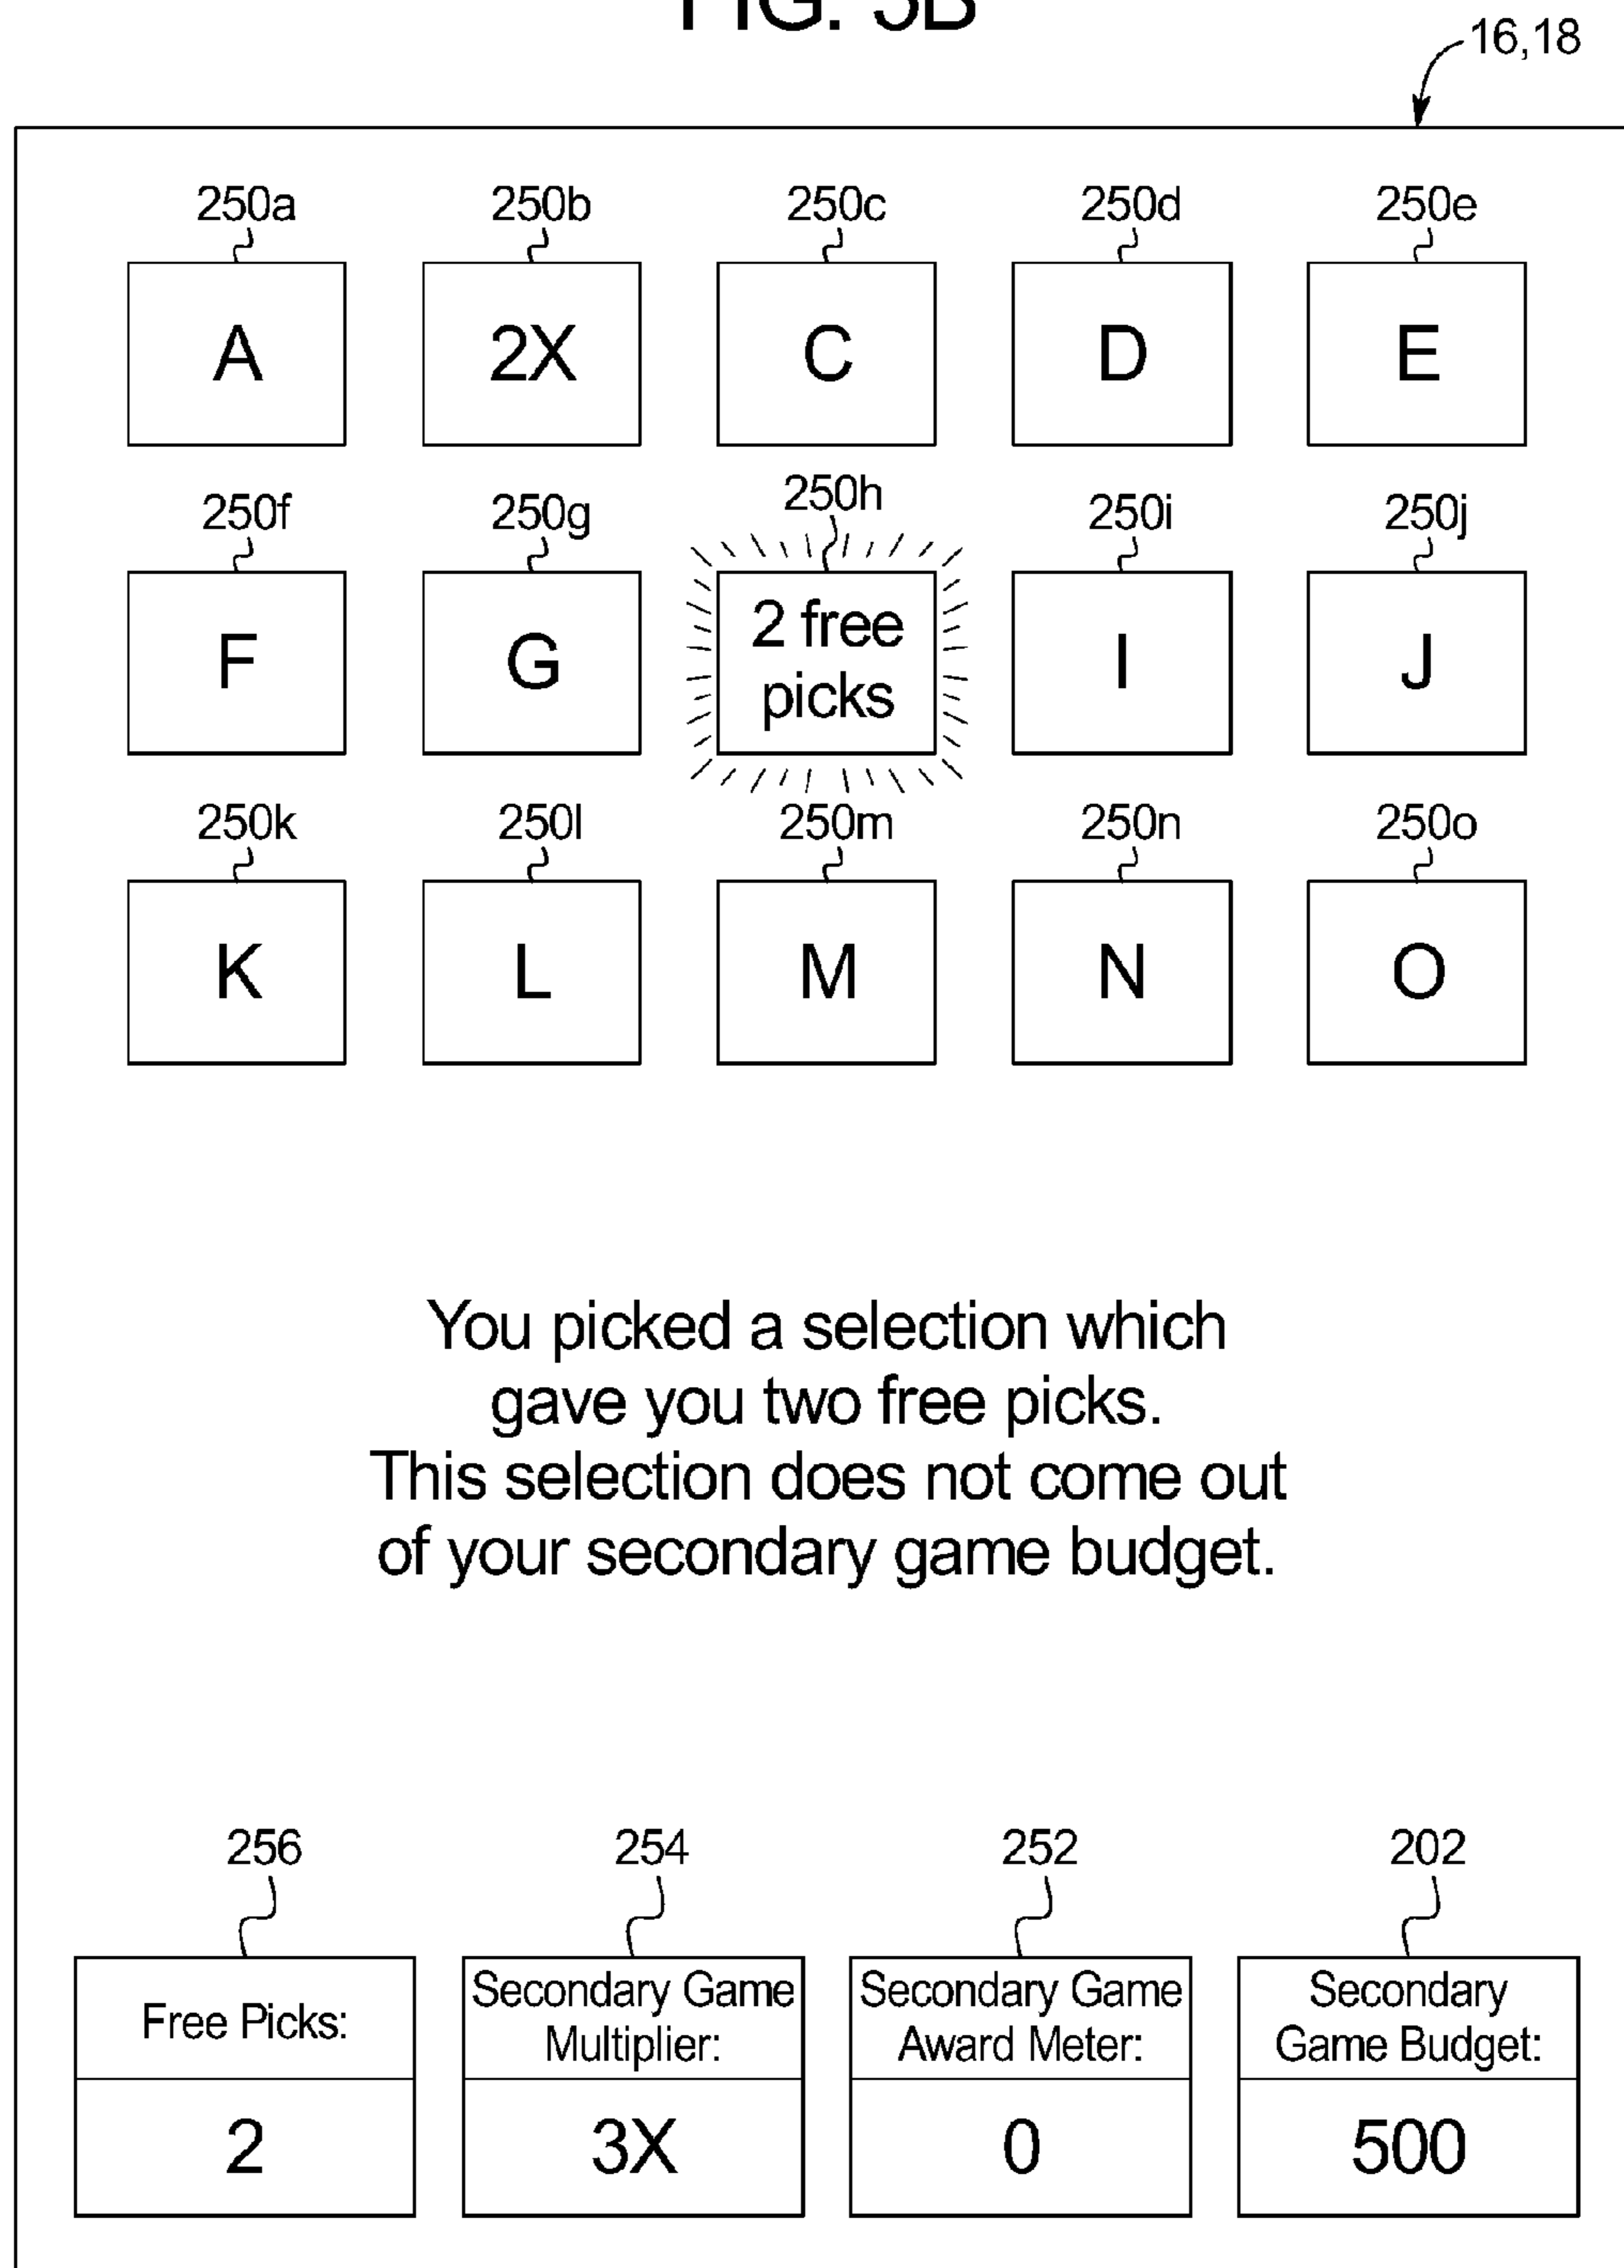 FIG. 5B
16,18
250a 250b 250c 250d 250e
A 2X C D E
250f 250g 250h 250i 250j
F G 2 free picks I J
250k 250l 250m 250n 250o
K L M N O
You picked a selection which
gave you two free picks.
This selection does not come out
of your secondary game budget.
256 254 252 202
Free Picks: Secondary Game Multiplier: Secondary Game Award Meter: Secondary Game Budget:
2 3X 0 500